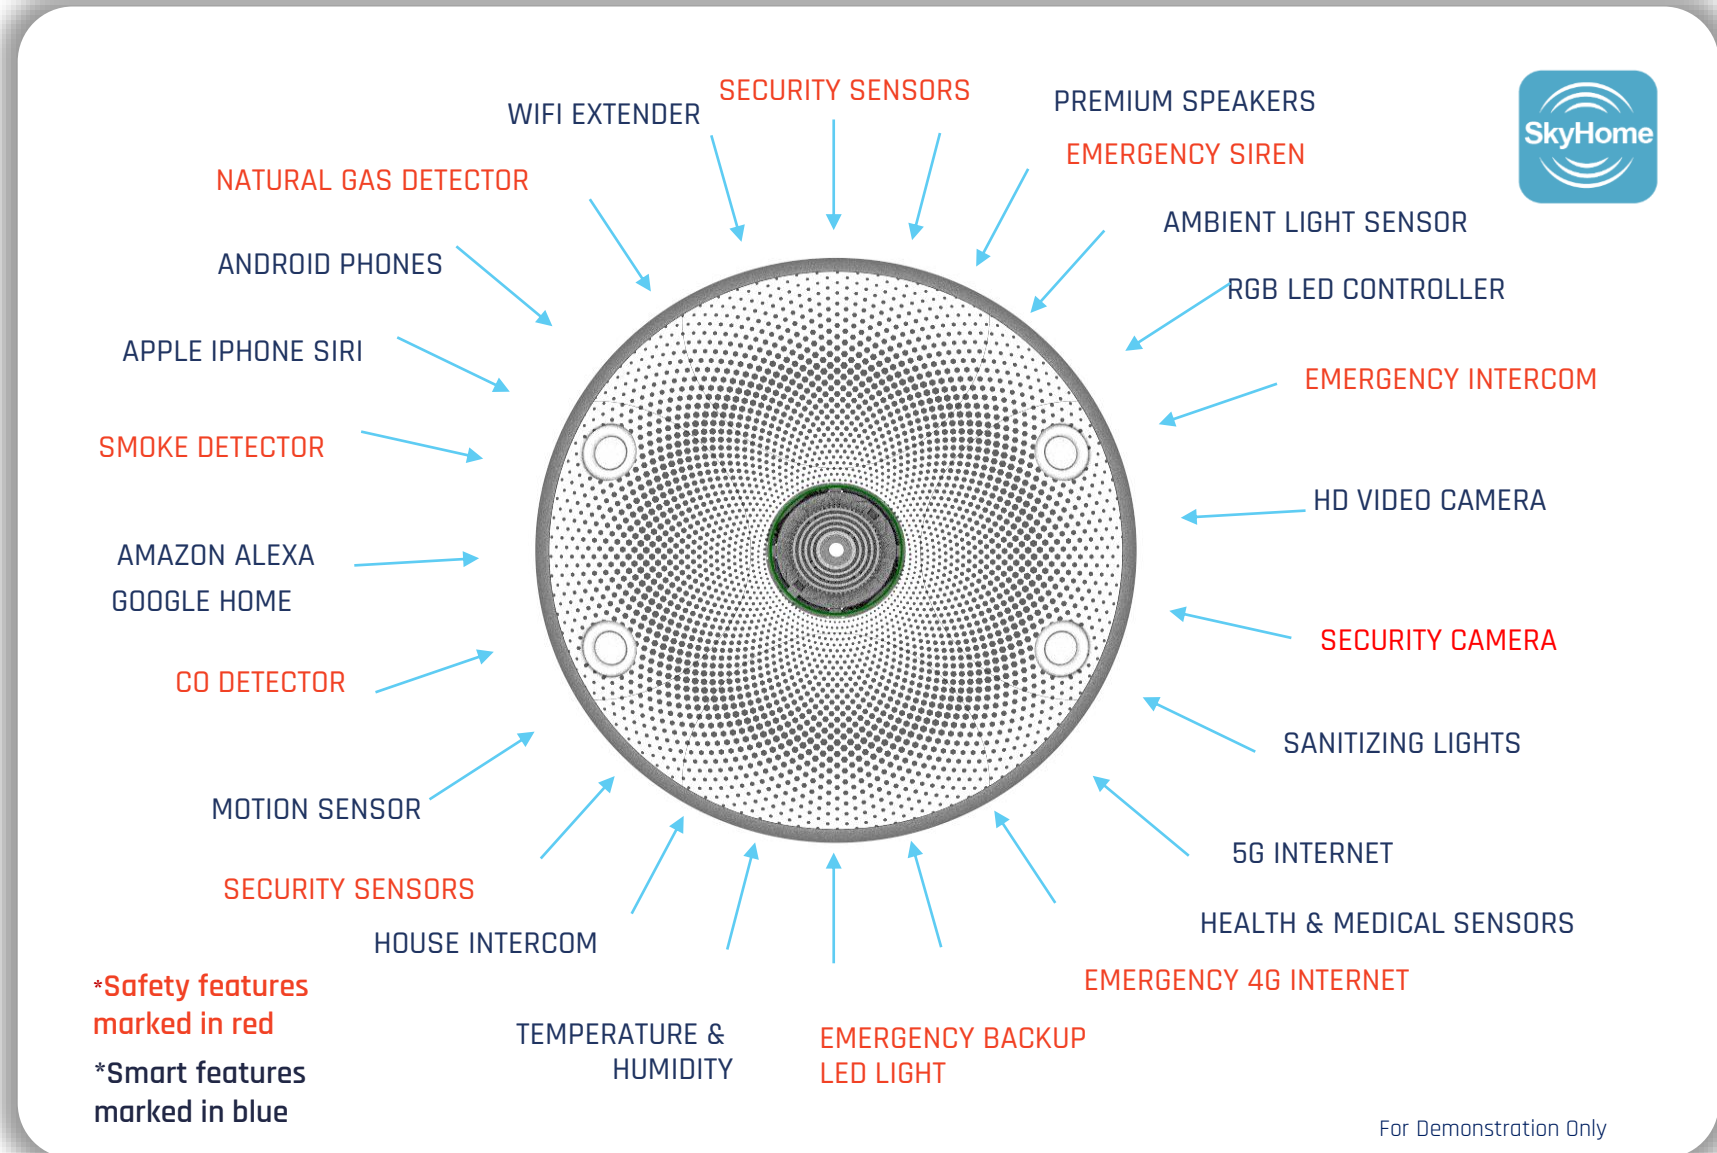 SECURITY SENSORS
WIFI EXTENDER
PREMIUM SPEAKERS
SkyHome
EMERGENCY SIREN
NATURAL GAS DETECTOR
AMBIENT LIGHT SENSOR
ANDROID PHONES
RGB LED CONTROLLER
APPLE IPHONE SIRI
EMERGENCY INTERCOM
SMOKE DETECTOR
HD VIDEO CAMERA
AMAZON ALEXA
GOOGLE HOME
SECURITY CAMERA
CO DETECTOR
SANITIZING LIGHTS
MOTION SENSOR
5G INTERNET
SECURITY SENSORS
HEALTH & MEDICAL SENSORS
HOUSE INTERCOM
EMERGENCY 4G INTERNET
*Safety features
marked in red
TEMPERATURE &
HUMIDITY
EMERGENCY BACKUP
LED LIGHT
*Smart features
marked in blue
For Demonstration Only